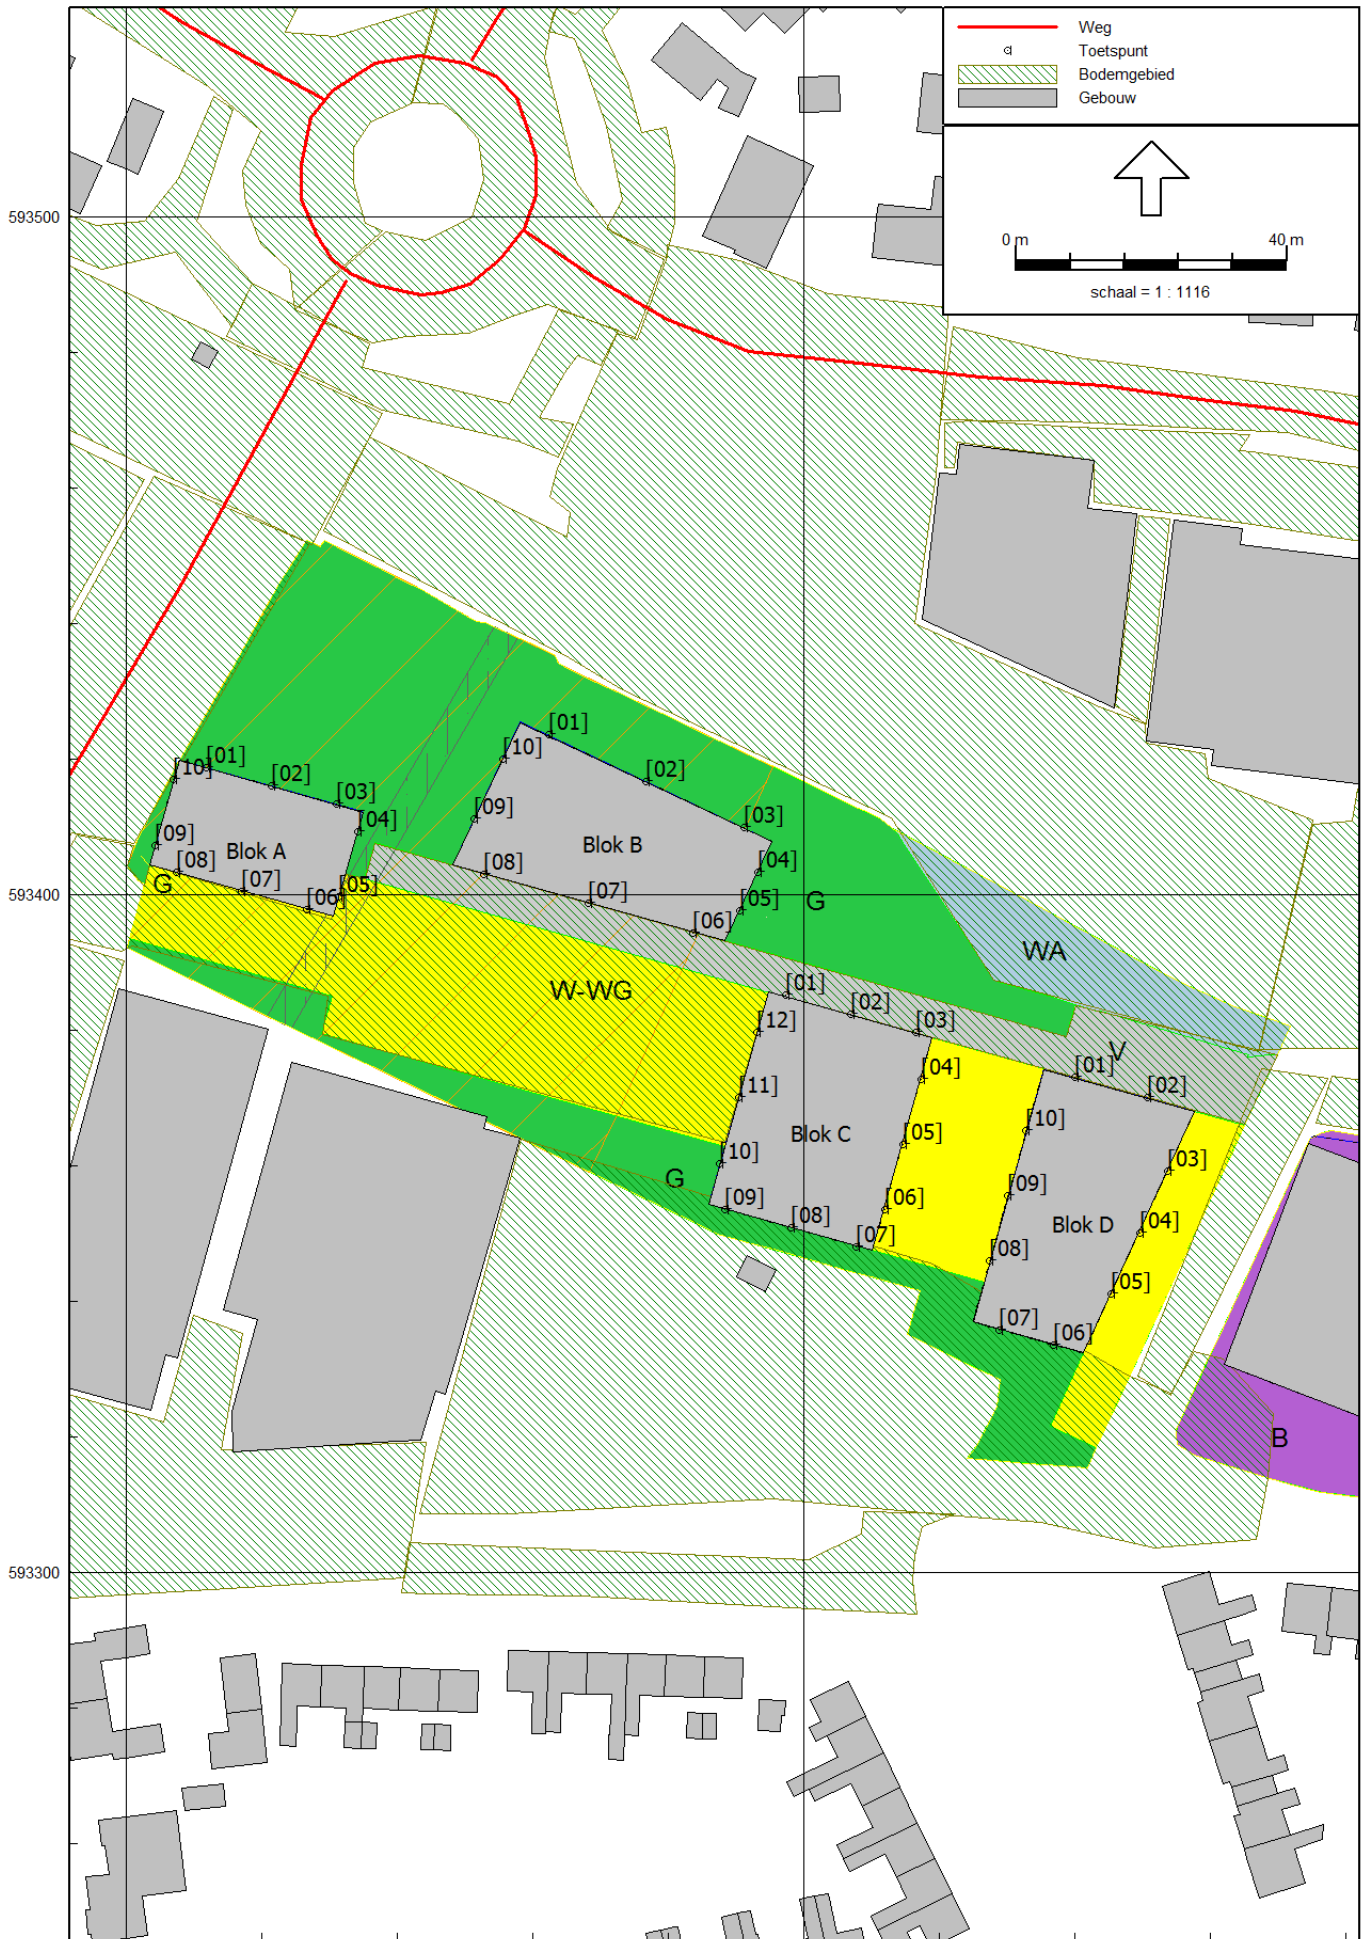 Weg
Toetspunt
Bodemgebied
Gebouw
0 m 40 m
schaal = 1 : 1116
593500
[01]
[10]
[02]
[03]
[04]
[05]
[09]
Blok B
[08]
[07]
[06]
[01]
[10]
[02]
[03]
[04]
[09]
Blok A
[08]
[07]
[06]
[05]
G
593400
G
WA
W-WG
[01]
[02]
[03]
[12]
[04]
[11]
[05]
Blok C
[10]
[06]
[09]
[08]
[07]
G
V
[01]
[02]
[10]
[03]
[09]
[04]
Blok D
[08]
[05]
[07]
[06]
B
593300